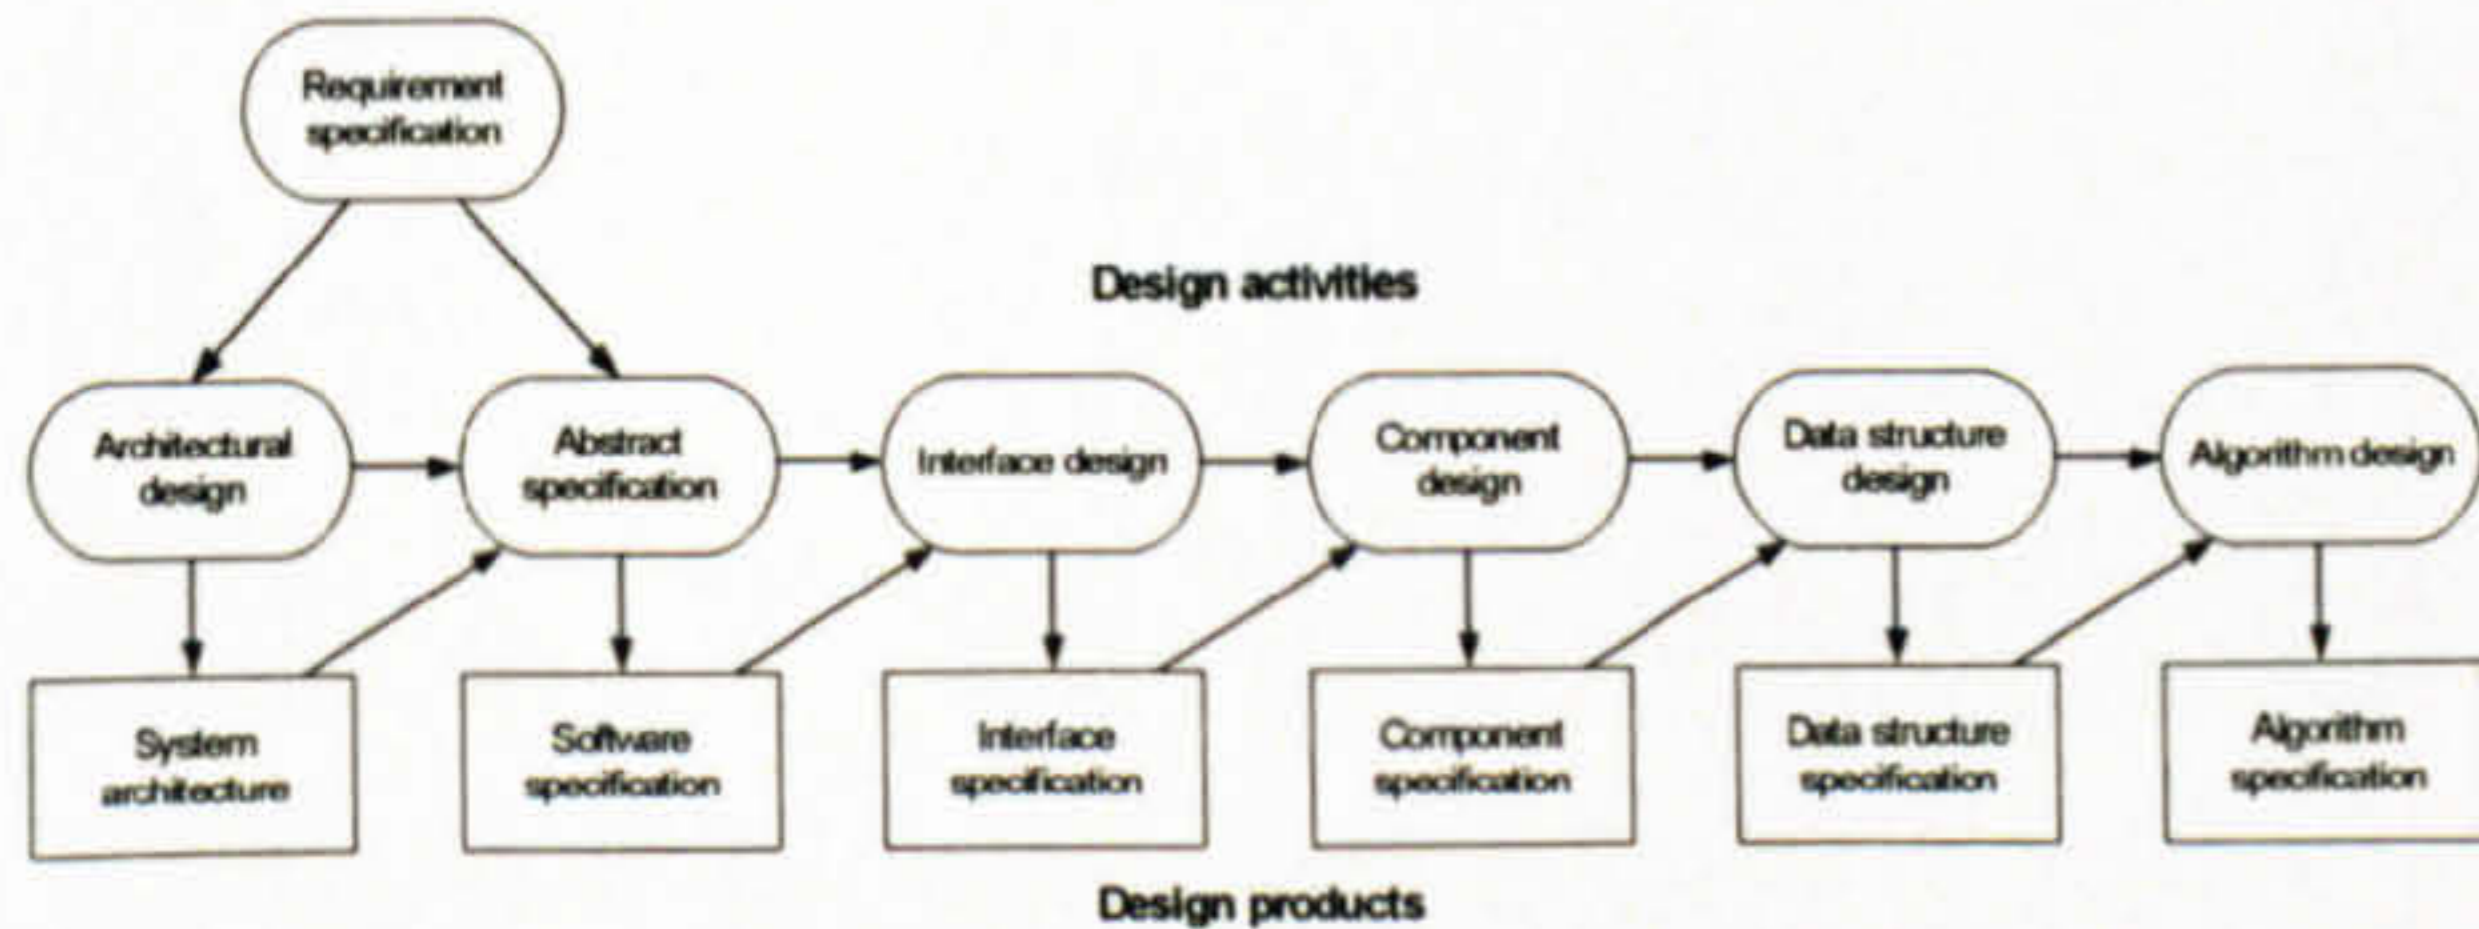 Requirement
specification
Design activities
Architectural
design
Abstract
specification
Interface design
Component
design
Data structure
design
Algorithm design
System
architecture
Software
specification
Interface
specification
Component
specification
Data structure
specification
Algorithm
specification
Design products